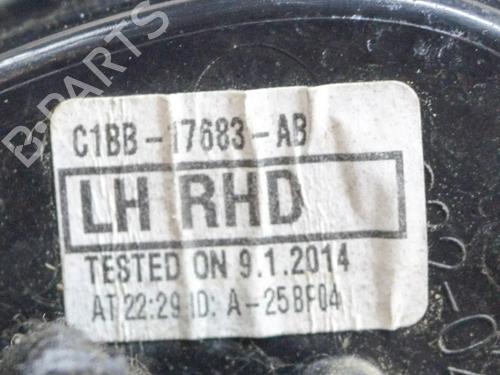 B-PARTS
C1BB-17683-AB
LH RHD
TESTED ON 9.1.2014
AT 22:29 ID: A-25BF04